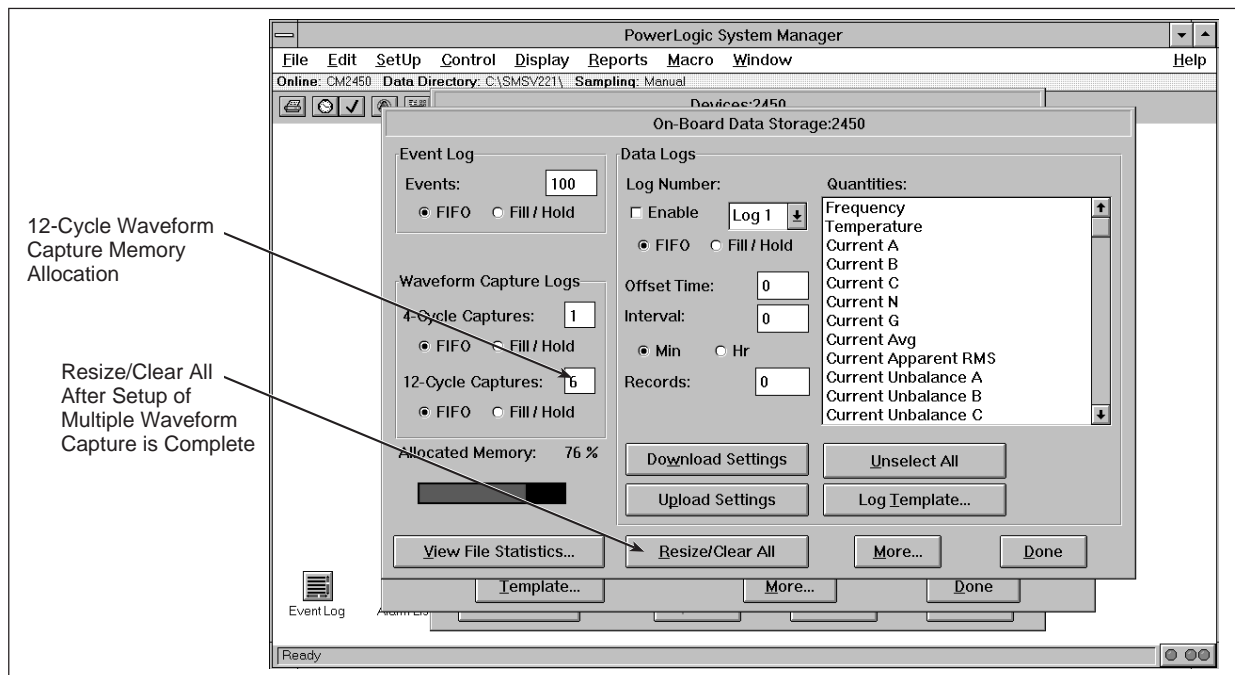 PowerLogic System Manager
File Edit SetUp Control Display Reports Macro Window Help
Online: CM2450 Data Directory: C:\SMSV221\ Sampling: Manual
Devices:2450
On-Board Data Storage:2450
Event Log
Events: 100
FIFO Fill / Hold
Waveform Capture Logs
4-Cycle Captures: 1
FIFO Fill / Hold
12-Cycle Captures: 6
FIFO Fill / Hold
Allocated Memory: 76 %
Data Logs
Log Number:
Enable Log 1
FIFO Fill / Hold
Offset Time: 0
Interval: 0
Min Hr
Records: 0
Quantities:
Frequency
Temperature
Current A
Current B
Current C
Current N
Current G
Current Avg
Current Apparent RMS
Current Unbalance A
Current Unbalance B
Current Unbalance C
Download Settings Unselect All
Upload Settings Log Template...
View File Statistics... Resize/Clear All More... Done
Template... More... Done
Event Log
Ready
12-Cycle Waveform
Capture Memory
Allocation
Resize/Clear All
After Setup of
Multiple Waveform
Capture is Complete